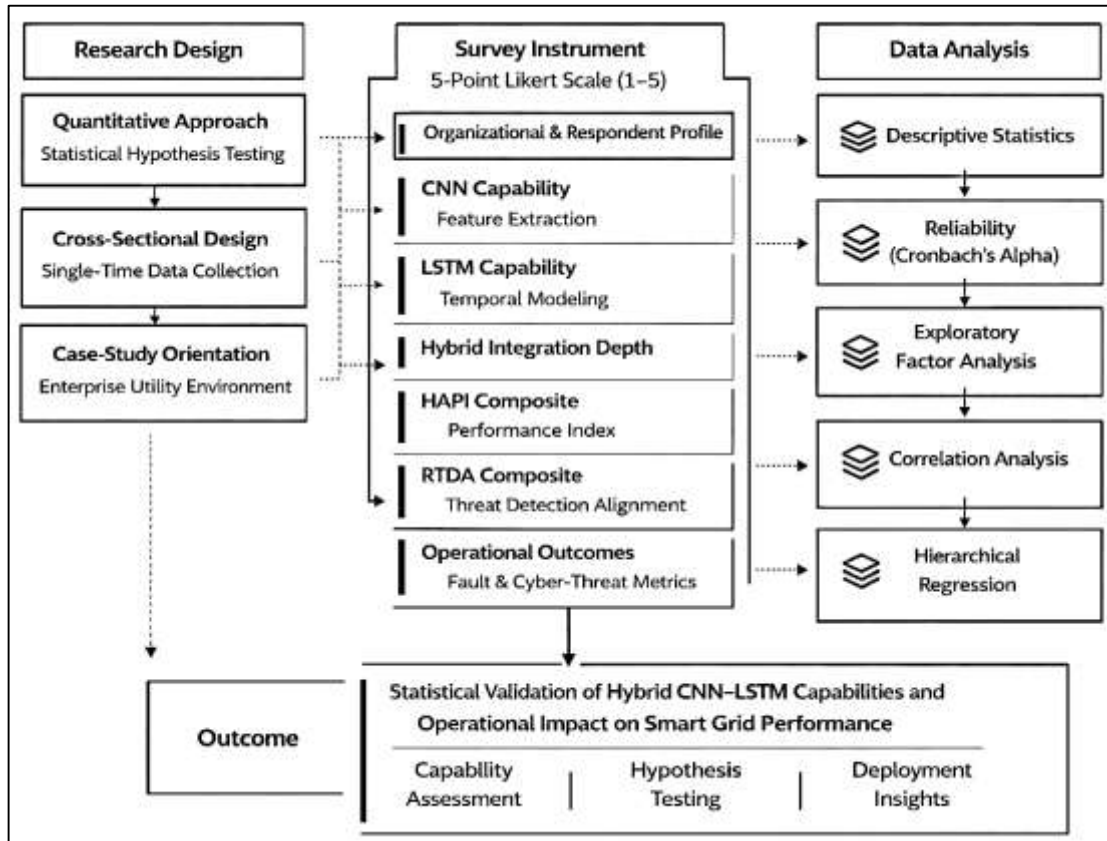 Research Design
Quantitative Approach
Statistical Hypothesis Testing
Cross-Sectional Design
Single-Time Data Collection
Case-Study Orientation
Enterprise Utility Environment
Survey Instrument
5-Point Likert Scale (1–5)
Organizational & Respondent Profile
CNN Capability
Feature Extraction
LSTM Capability
Temporal Modeling
Hybrid Integration Depth
HAPI Composite
Performance Index
RTDA Composite
Threat Detection Alignment
Operational Outcomes
Fault & Cyber-Threat Metrics
Data Analysis
Descriptive Statistics
Reliability
(Cronbach's Alpha)
Exploratory
Factor Analysis
Correlation Analysis
Hierarchical
Regression
Outcome
Statistical Validation of Hybrid CNN–LSTM Capabilities and
Operational Impact on Smart Grid Performance
Capability
Assessment
Hypothesis
Testing
Deployment
Insights